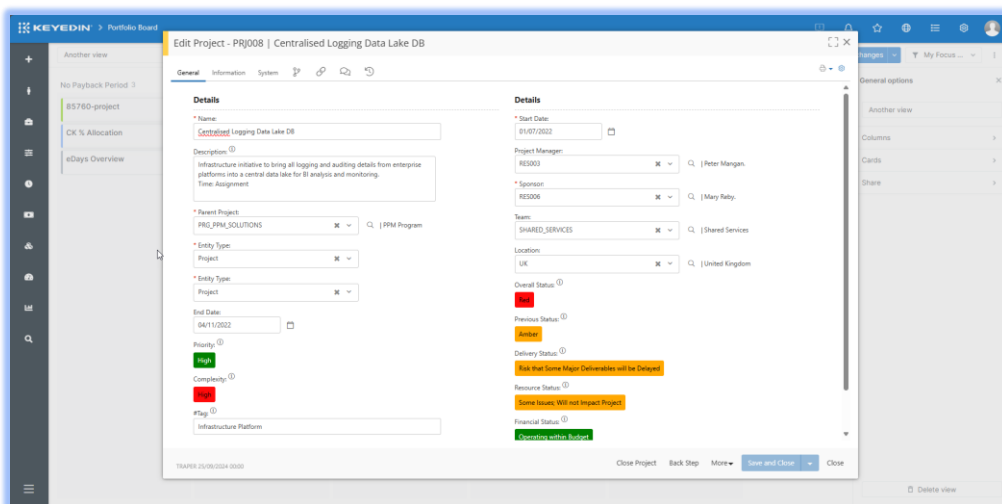 KEYEDIN > Portfolio Board
Another view
No Payback Period 3
85760-project
CK % Allocation
eDays Overview
Edit Project - PRJ008 | Centralised Logging Data Lake DB
General Information System
Details
* Name:
Centralised Logging Data Lake DB
Description:
Infrastructure initiative to bring all logging and auditing details from enterprise
platforms into a central data lake for BI analysis and monitoring.
Time: Assignment
* Parent Project:
PRG_PPM_SOLUTIONS | PPM Program
* Entity Type:
Project
* Entity Type:
Project
End Date:
04/11/2022
Priority:
High
Complexity:
High
#Tag:
Infrastructure Platform
Details
* Start Date:
01/07/2022
Project Manager:
RES003 | Peter Mangan.
* Sponsor:
RES006 | Mary Raby.
Team:
SHARED_SERVICES | Shared Services
Location:
UK | United Kingdom
Overall Status:
Red
Previous Status:
Amber
Delivery Status:
Risk that Some Major Deliverables will be Delayed
Resource Status:
Some Issues; Will not Impact Project
Financial Status:
Operating within Budget
TRAPER 25/09/2024 00:00
Close Project Back Step More Save and Close Close
My Focus ...
General options
Another view
Columns
Cards
Share
Delete view